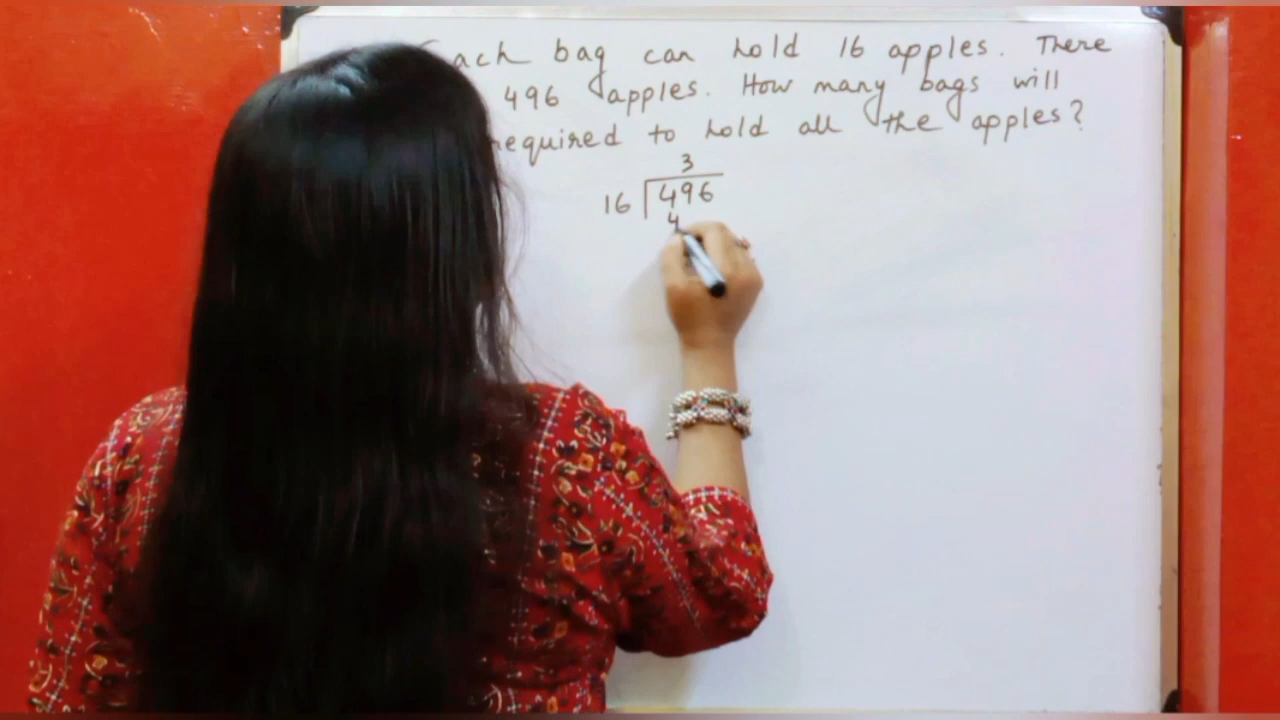 ach bag can hold 16 apples. There
496 apples. How many bags will
required to hold all the apples?
3
16 496
4